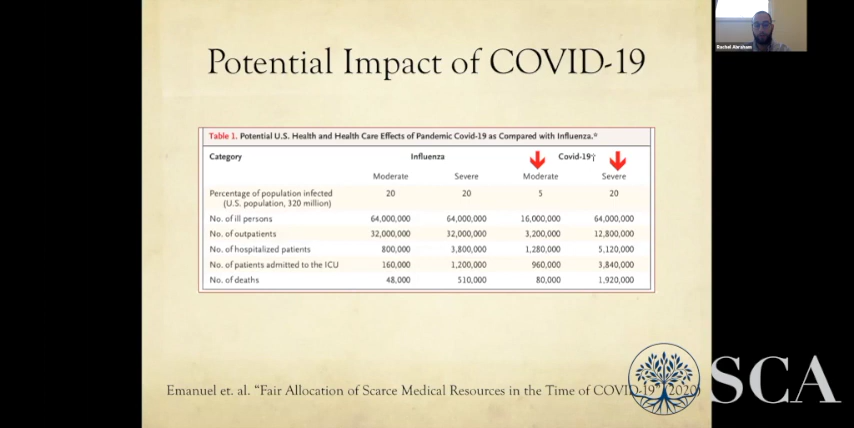 Potential Impact of COVID-19
Rachel Abraham
Table 1. Potential U.S. Health and Health Care Effects of Pandemic Covid-19 as Compared with Influenza.*
Category Influenza Covid-19†
Moderate Severe Moderate Severe
Percentage of population infected 20 20 5 20
(U.S. population, 320 million)
No. of ill persons 64,000,000 64,000,000 16,000,000 64,000,000
No. of outpatients 32,000,000 32,000,000 3,200,000 12,800,000
No. of hospitalized patients 800,000 3,800,000 1,280,000 5,120,000
No. of patients admitted to the ICU 160,000 1,200,000 960,000 3,840,000
No. of deaths 48,000 510,000 80,000 1,920,000
Emanuel et. al. "Fair Allocation of Scarce Medical Resources in the Time of COVID-19" (2020)
SCA